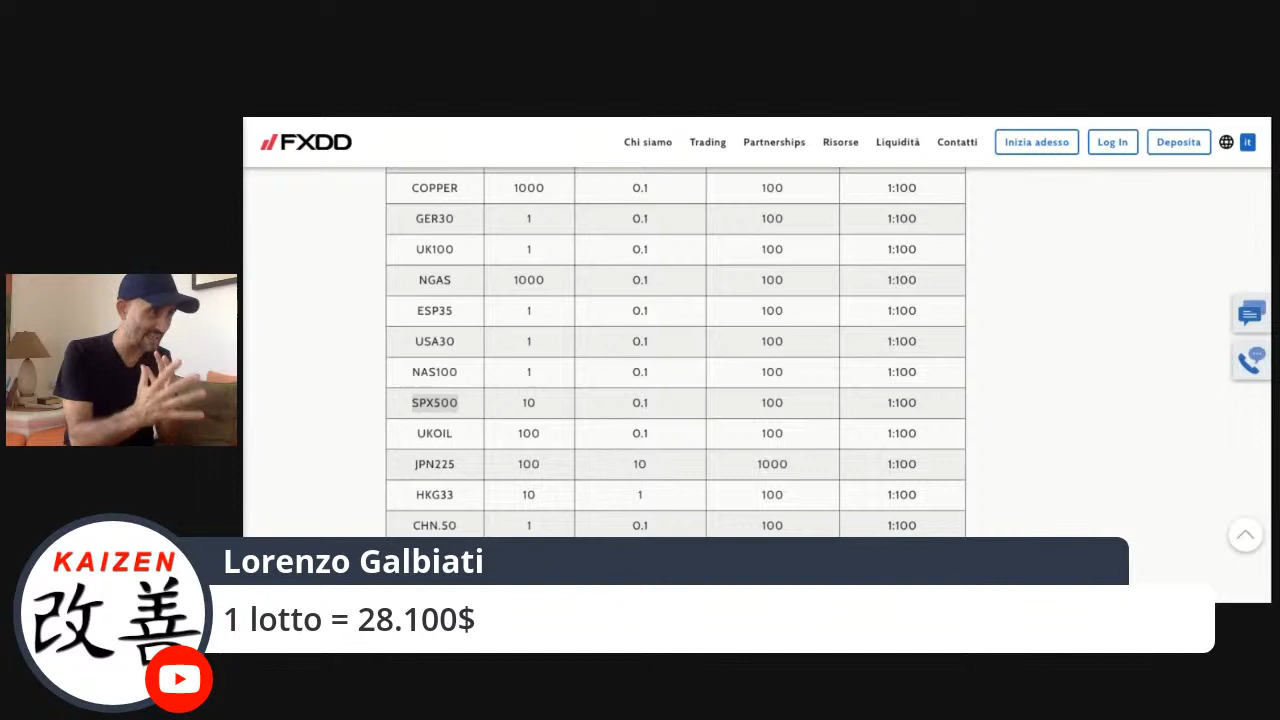 FXDD
Chi siamo Trading Partnerships Risorse Liquidità Contatti Inizia adesso Log In Deposita it
COPPER 1000 0.1 100 1:100
GER30 1 0.1 100 1:100
UK100 1 0.1 100 1:100
NGAS 1000 0.1 100 1:100
ESP35 1 0.1 100 1:100
USA30 1 0.1 100 1:100
NAS100 1 0.1 100 1:100
SPX500 10 0.1 100 1:100
UKOIL 100 0.1 100 1:100
JPN225 100 10 1000 1:100
HKG33 10 1 100 1:100
CHN.50 1 0.1 100 1:100
KAIZEN
改善
Lorenzo Galbiati
1 lotto = 28.100$